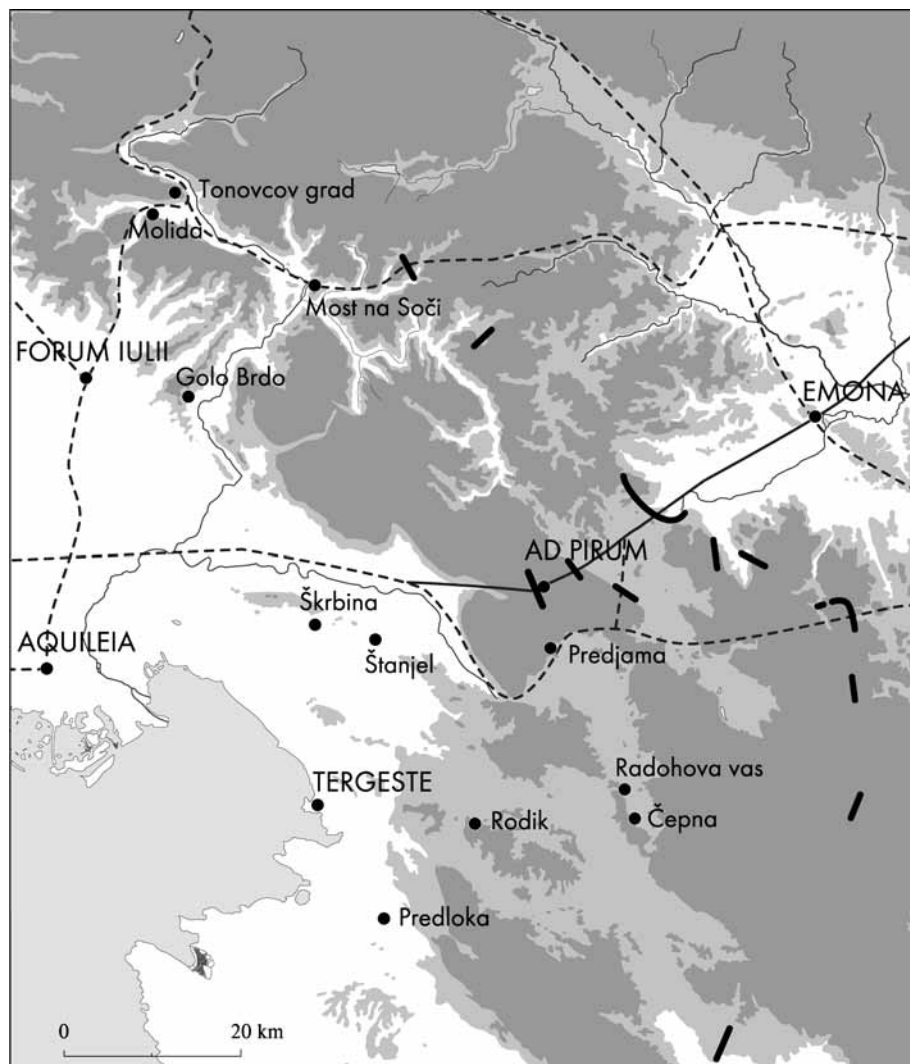 Tonovcov grad
Molida
Most na Soči
FORUM IULII
Golo Brdo
EMONA
AD PIRUM
Škrbina
Štanjel
AQUILEIA
Predjama
TERGESTE
Radohova vas
Rodik
Čepna
Predloka
0
20 km